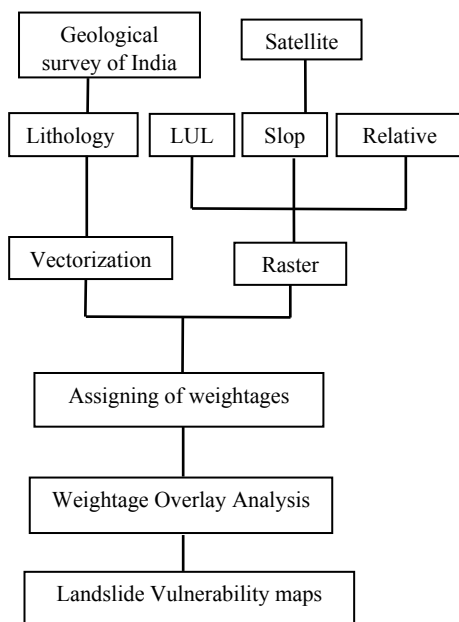 Geological
survey of India
Satellite
Lithology
LUL
Slop
Relative
Vectorization
Raster
Assigning of weightages
Weightage Overlay Analysis
Landslide Vulnerability maps